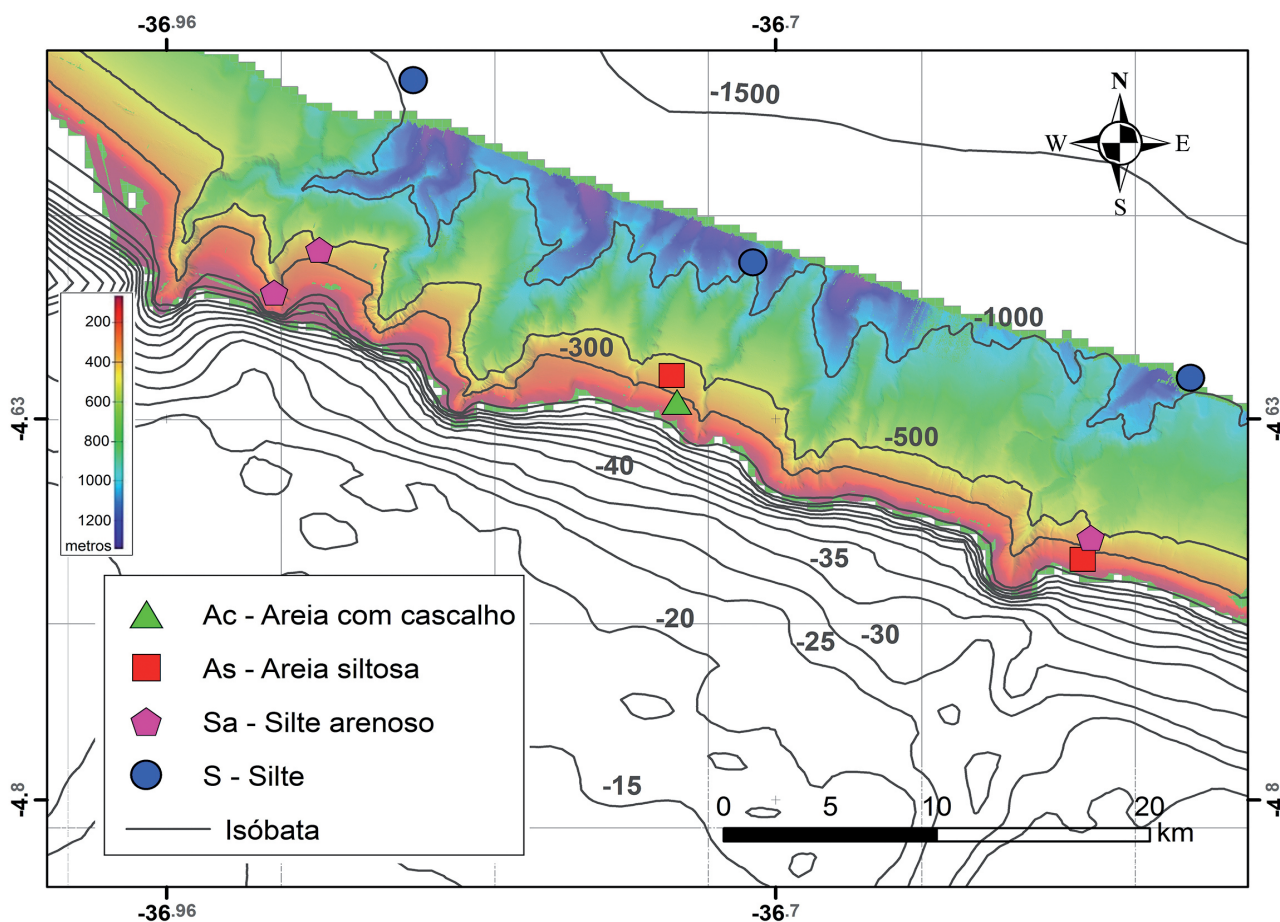 -36.96 -36.7
-1500
N
W E
S
-1000
200
400
600
800
1000
1200
metros
-300
-4.63 -4.63
-500
-40
-35
-20
-25 -30
-15
Ac - Areia com cascalho
As - Areia siltosa
Sa - Silte arenoso
S - Silte
Isóbata
0 5 10 20
km
-4.8 -4.8
-36.96 -36.7